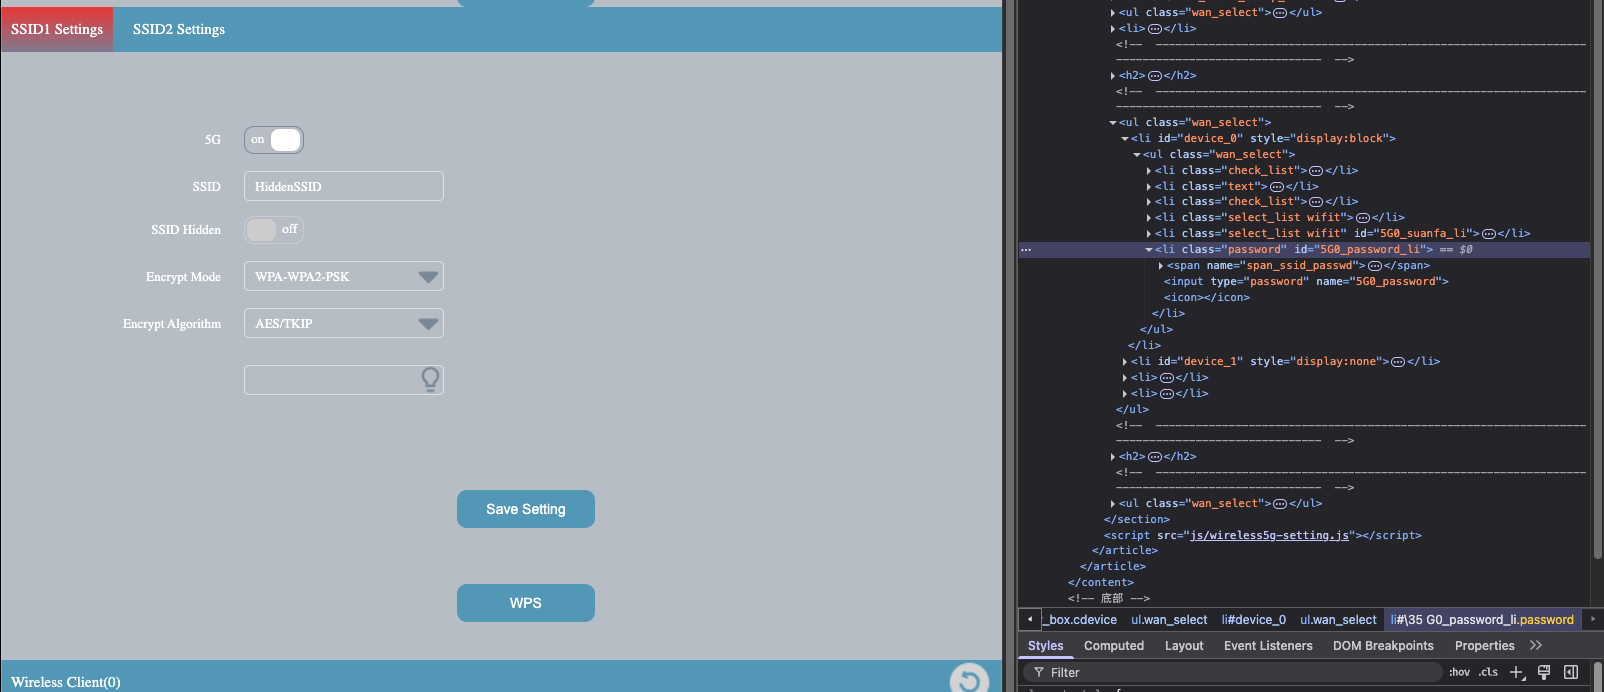 SSID1 Settings
SSID2 Settings
5G
on
SSID
HiddenSSID
SSID Hidden
off
Encrypt Mode
WPA-WPA2-PSK
Encrypt Algorithm
AES/TKIP
Save Setting
WPS
Wireless Client(0)
<ul class="wan_select">⋯</ul>
<li>⋯</li>
<!-- ----------------------------------------------------------------
------------------------------- -->
<h2>⋯</h2>
<!-- ----------------------------------------------------------------
------------------------------- -->
<ul class="wan_select">
<li id="device_0" style="display:block">
<ul class="wan_select">
<li class="check_list">⋯</li>
<li class="text">⋯</li>
<li class="check_list">⋯</li>
<li class="select_list wifit">⋯</li>
<li class="select_list wifit" id="5G0_suanfa_li">⋯</li>
⋯ <li class="password" id="5G0_password_li"> == $0
<span name="span_ssid_passwd">⋯</span>
<input type="password" name="5G0_password">
<icon></icon>
</li>
</ul>
</li>
<li id="device_1" style="display:none">⋯</li>
<li>⋯</li>
<li>⋯</li>
</ul>
<!-- ----------------------------------------------------------------
------------------------------- -->
<h2>⋯</h2>
<!-- ----------------------------------------------------------------
------------------------------- -->
<ul class="wan_select">⋯</ul>
</section>
<script src="js/wireless5g-setting.js"></script>
</article>
</article>
</content>
<!-- 底部 -->
_box.cdevice ul.wan_select li#device_0 ul.wan_select li#\35 G0_password_li.password
Styles Computed Layout Event Listeners DOM Breakpoints Properties
Filter :hov .cls